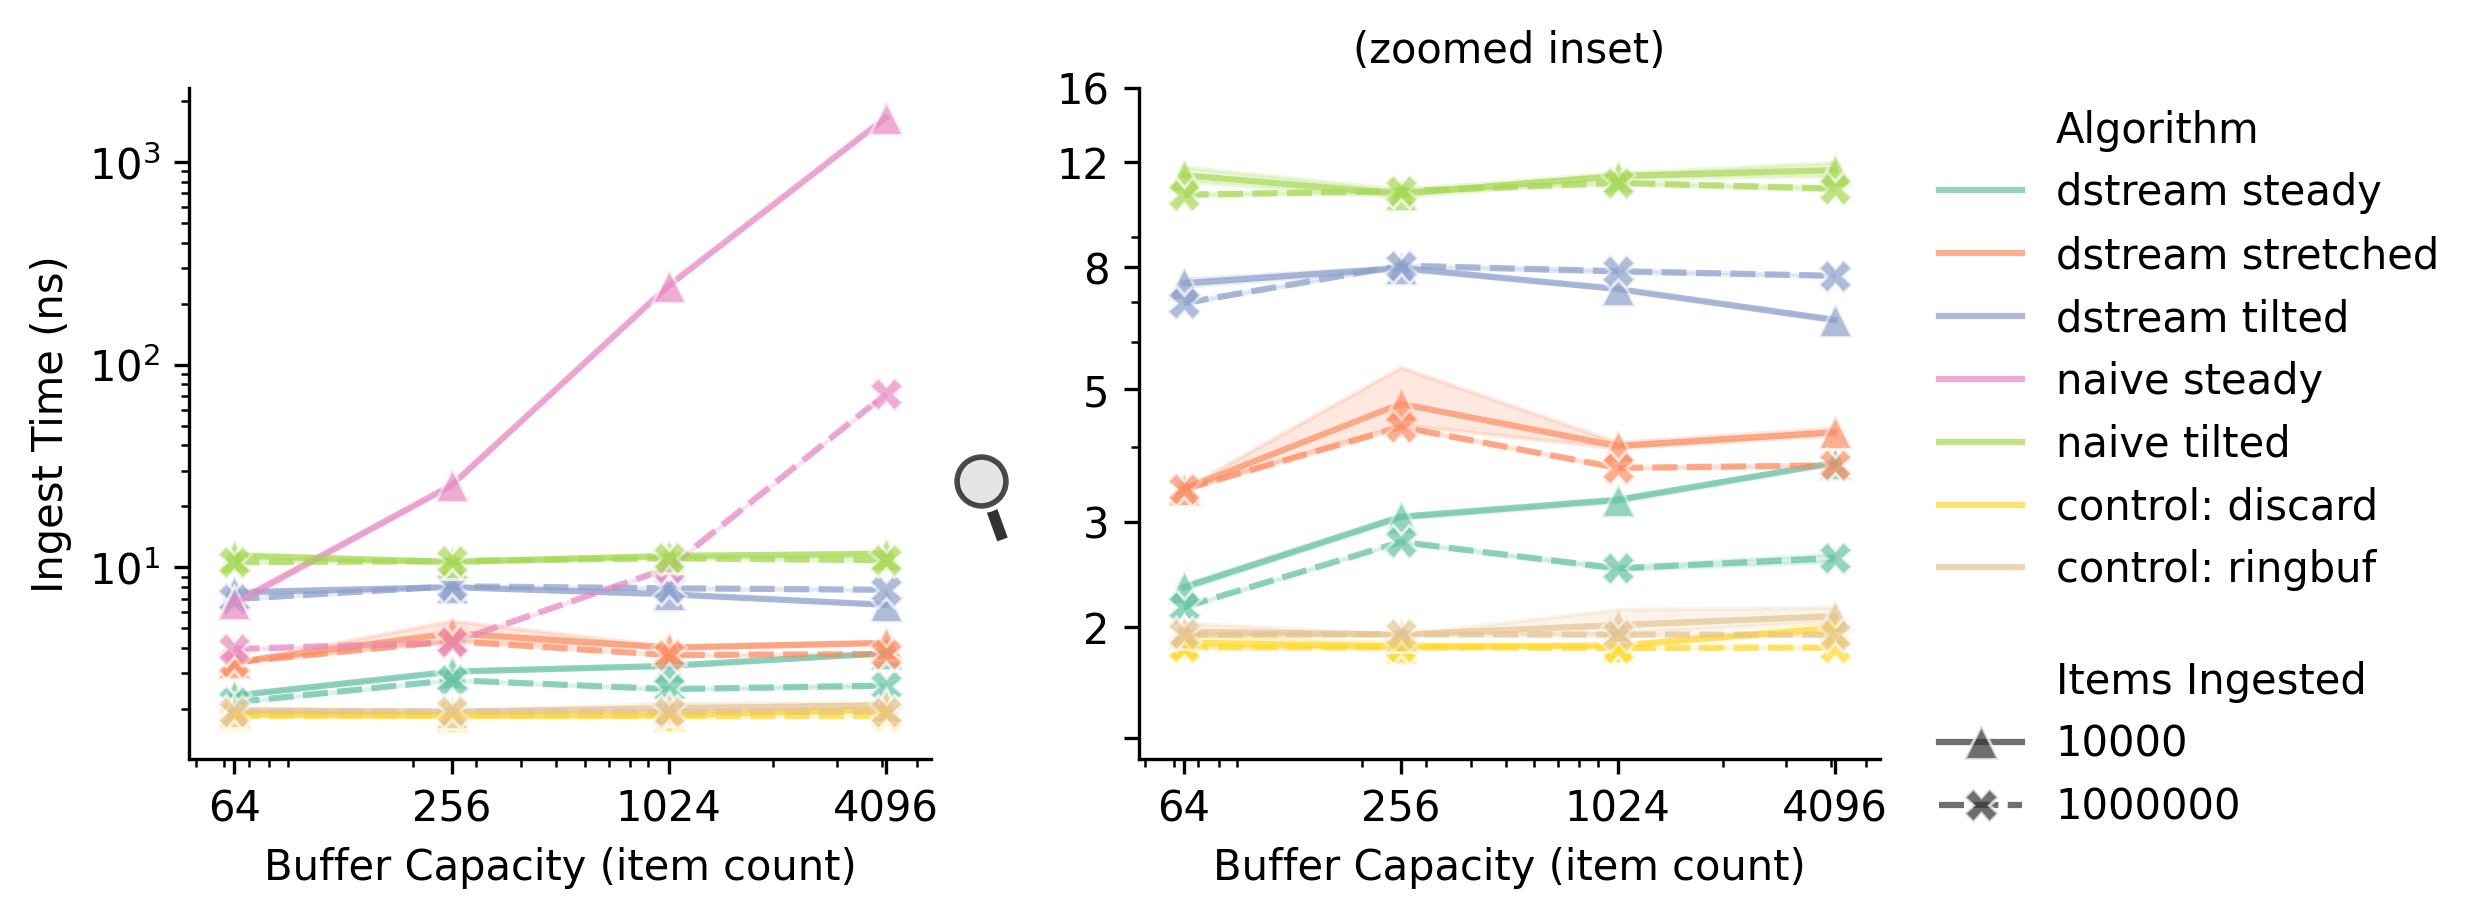 (zoomed inset)
Ingest Time (ns)
10³
10²
10¹
64 256 1024 4096
Buffer Capacity (item count)
16
12
8
5
3
2
64 256 1024 4096
Buffer Capacity (item count)
Algorithm
dstream steady
dstream stretched
dstream tilted
naive steady
naive tilted
control: discard
control: ringbuf
Items Ingested
10000
1000000